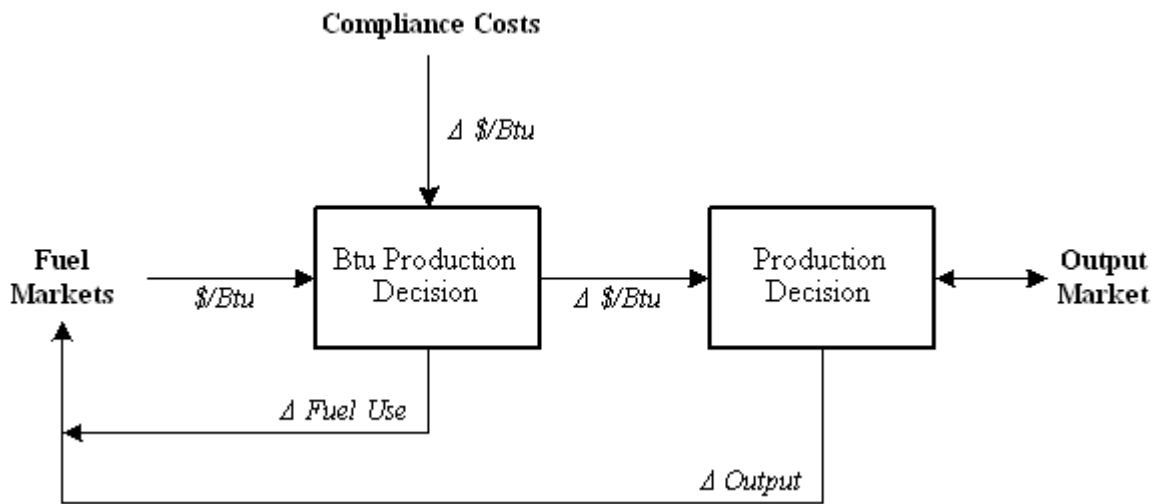 Compliance Costs
Δ $/Btu
Fuel
Markets
$/Btu
Btu Production
Decision
Δ $/Btu
Production
Decision
Output
Market
Δ Fuel Use
Δ Output